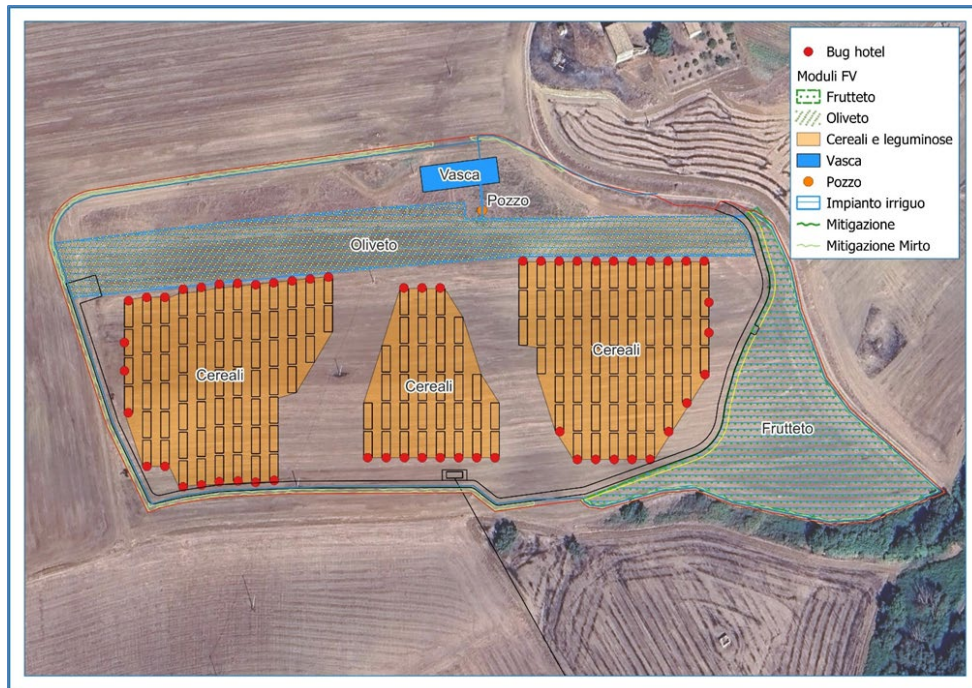 Bug hotel
Moduli FV
Frutteto
Oliveto
Cereali e leguminose
Vasca
Pozzo
Impianto irriguo
Mitigazione
Mitigazione Mirto
Vasca
Pozzo
Oliveto
Cereali
Cereali
Cereali
Frutteto